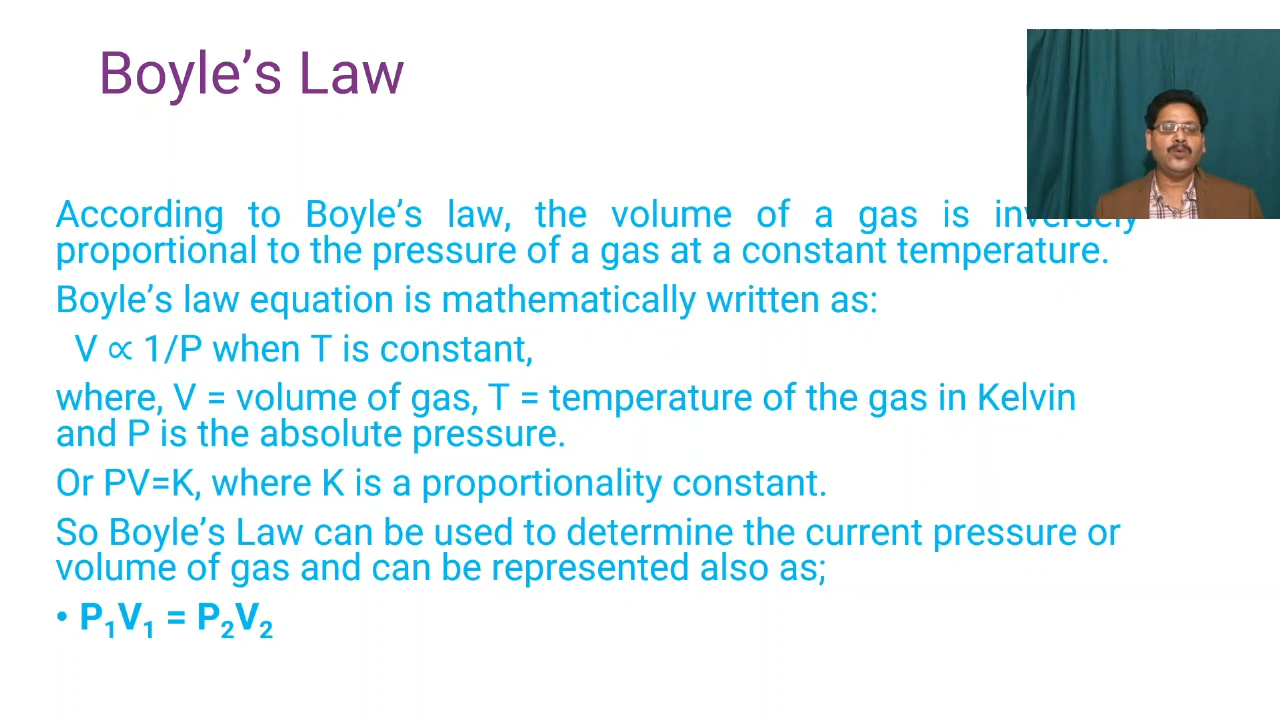 Boyle’s Law
According to Boyle’s law, the volume of a gas is inversely
proportional to the pressure of a gas at a constant temperature.
Boyle’s law equation is mathematically written as:
V ∝ 1/P when T is constant,
where, V = volume of gas, T = temperature of the gas in Kelvin
and P is the absolute pressure.
Or PV=K, where K is a proportionality constant.
So Boyle’s Law can be used to determine the current pressure or
volume of gas and can be represented also as;
• P₁V₁ = P₂V₂